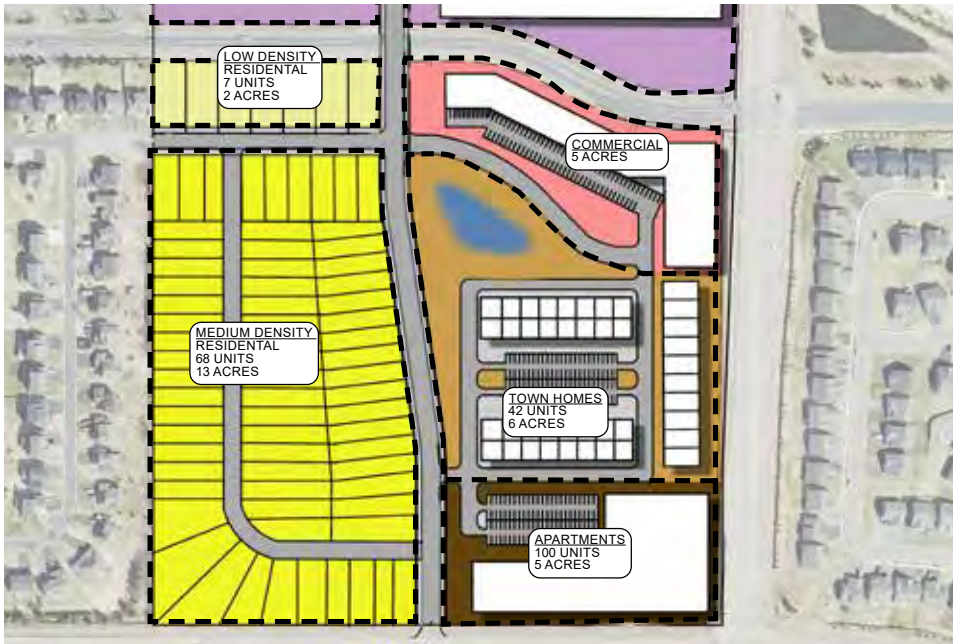 LOW DENSITY
RESIDENTAL
7 UNITS
2 ACRES
COMMERCIAL
5 ACRES
MEDIUM DENSITY
RESIDENTAL
68 UNITS
13 ACRES
TOWN HOMES
42 UNITS
6 ACRES
APARTMENTS
100 UNITS
5 ACRES